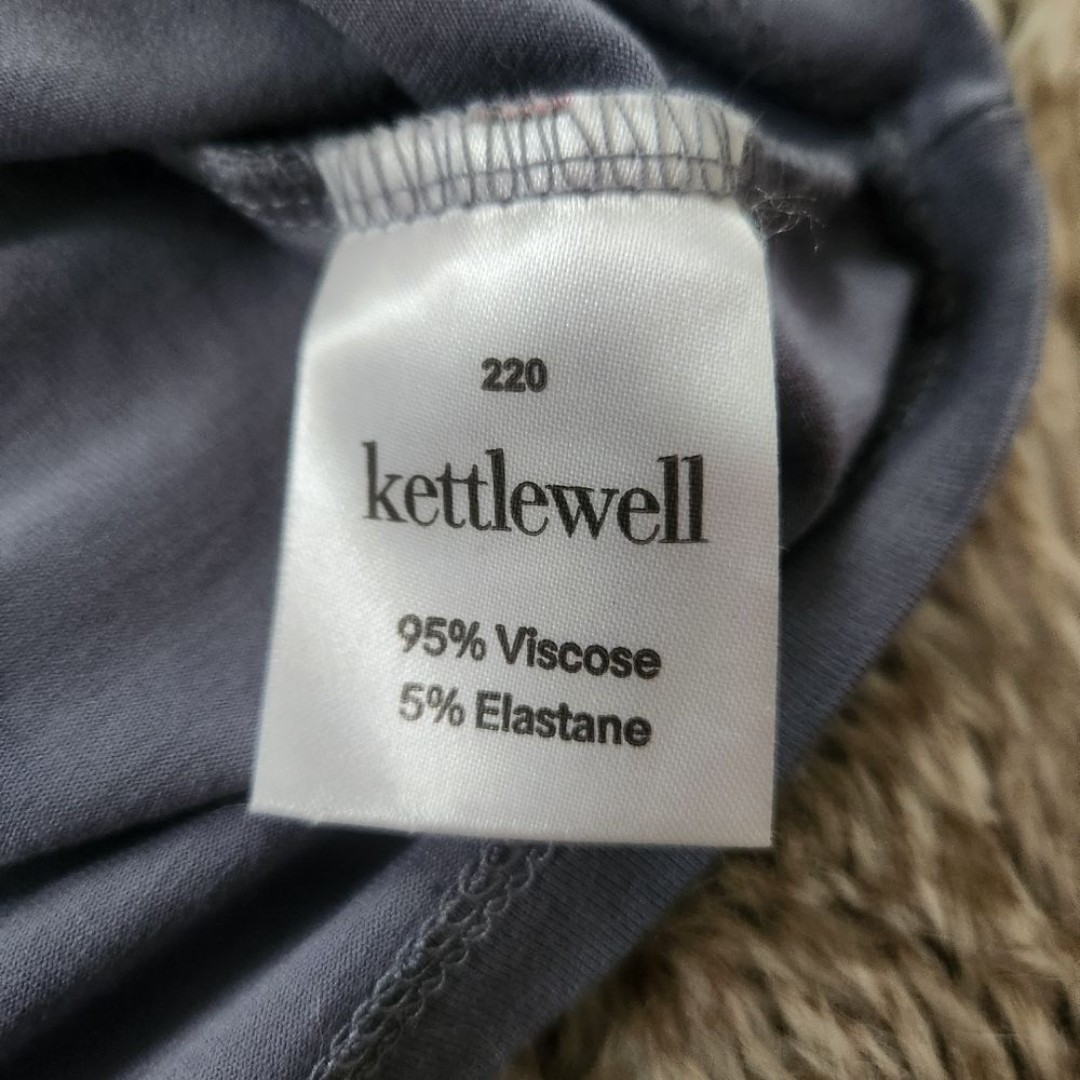 220
kettlewell
95% Viscose
5% Elastane